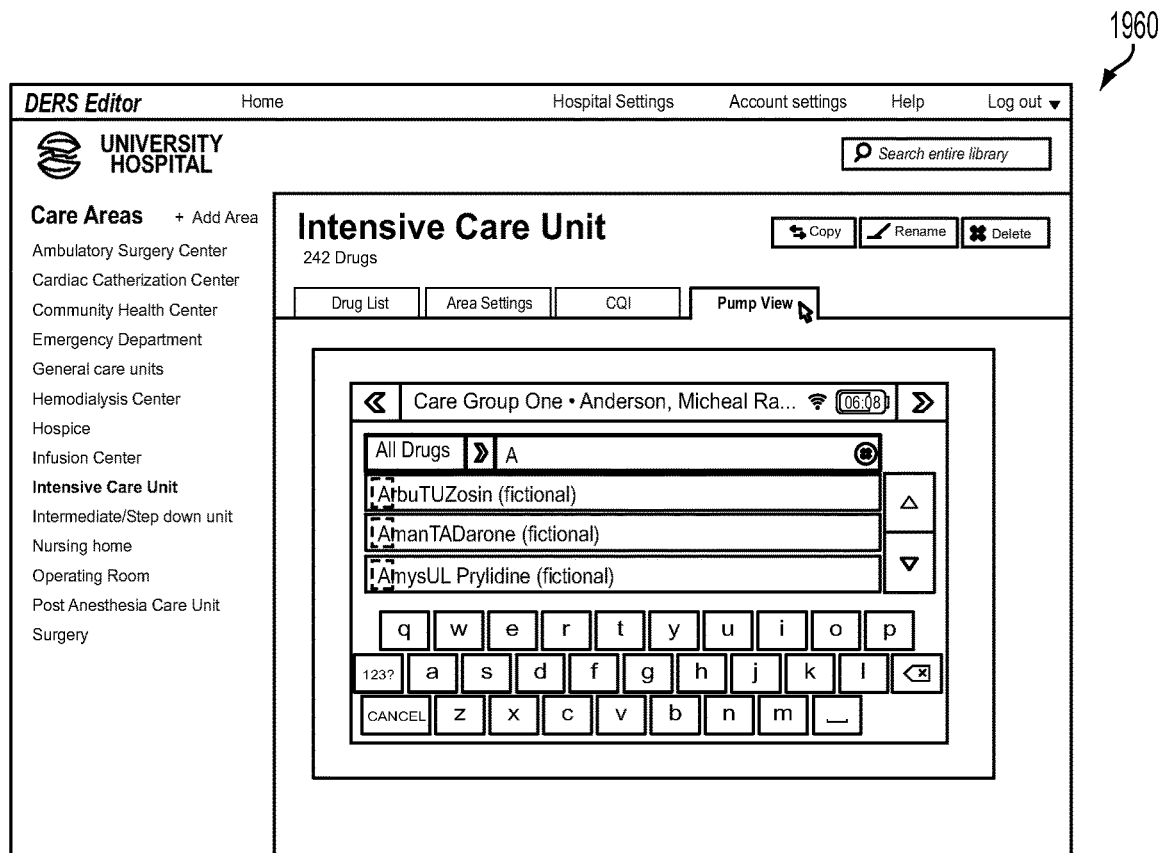 1960
DERS Editor Home Hospital Settings Account settings Help Log out
UNIVERSITY
HOSPITAL
Search entire library
Care Areas + Add Area
Ambulatory Surgery Center
Cardiac Catherization Center
Community Health Center
Emergency Department
General care units
Hemodialysis Center
Hospice
Infusion Center
Intensive Care Unit
Intermediate/Step down unit
Nursing home
Operating Room
Post Anesthesia Care Unit
Surgery
Intensive Care Unit
242 Drugs
Copy Rename Delete
Drug List Area Settings CQI Pump View
Care Group One • Anderson, Micheal Ra... 06:08
All Drugs A
ArbuTUZosin (fictional)
AmanTADarone (fictional)
AmysUL Prylidine (fictional)
q w e r t y u i o p
123? a s d f g h j k l
CANCEL z x c v b n m